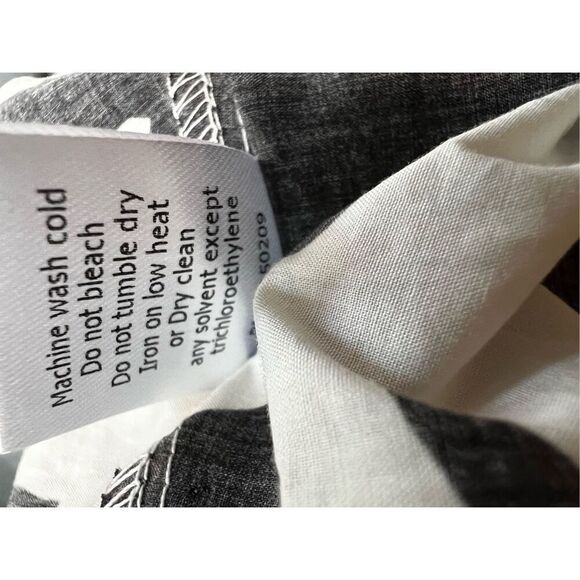 Machine wash cold
Do not bleach
Do not tumble dry
Iron on low heat
or Dry clean
any solvent except
trichloroethylene
50209